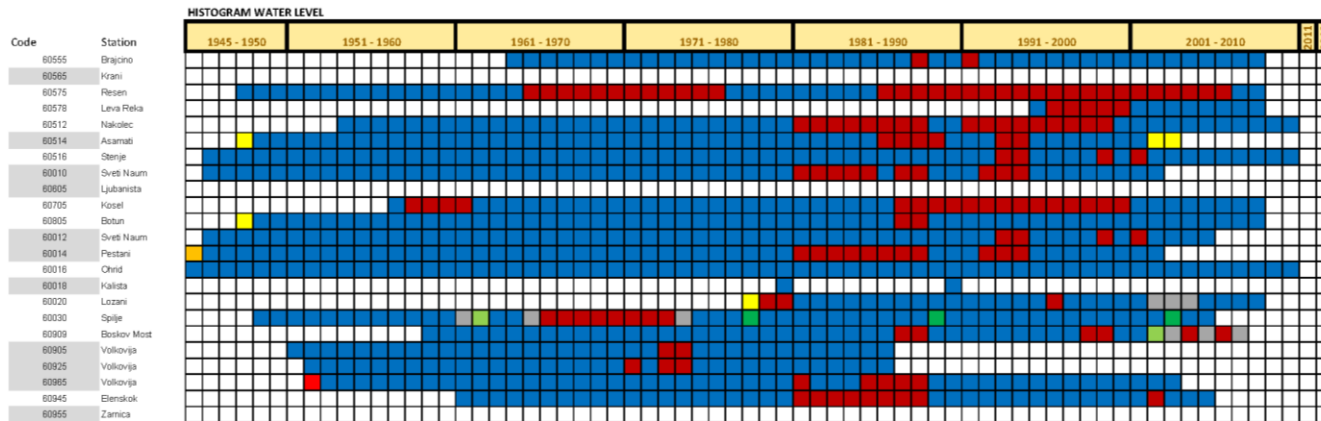 HISTOGRAM WATER LEVEL
Code Station 1945 - 1950 1951 - 1960 1961 - 1970 1971 - 1980 1981 - 1990 1991 - 2000 2001 - 2010 2011
60555 Brajcino
60565 Krani
60575 Resen
60578 Leva Reka
60512 Nakolec
60514 Asamati
60516 Stenje
60010 Sveti Naum
60605 Ljubanista
60705 Kosel
60805 Botun
60012 Sveti Naum
60014 Pestani
60016 Ohrid
60018 Kalista
60020 Lozani
60030 Spilje
60909 Boskov Most
60905 Volkovija
60925 Volkovija
60965 Volkovija
60945 Elenskok
60955 Zarnica